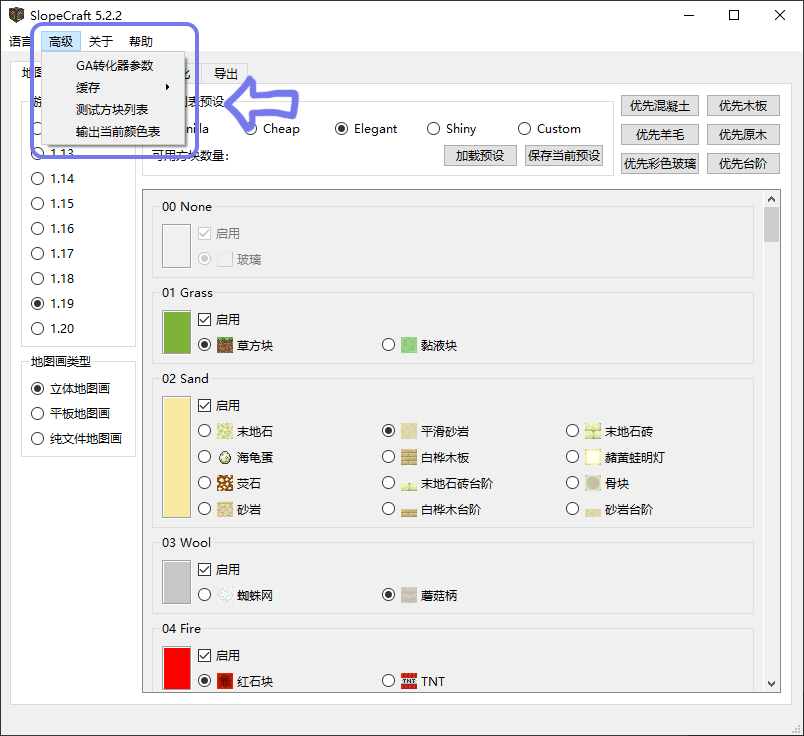 SlopeCraft 5.2.2
语言 高级 关于 帮助
GA转化器参数
缓存
测试方块列表
输出当前颜色表
导出
列表预设
Cheap
Elegant
Shiny
Custom
可用方块数量:
加载预设
保存当前预设
优先混凝土
优先木板
优先羊毛
优先原木
优先彩色玻璃
优先台阶
1.13
1.14
1.15
1.16
1.17
1.18
1.19
1.20
地图画类型
立体地图画
平板地图画
纯文件地图画
00 None
启用
玻璃
01 Grass
启用
草方块
黏液块
02 Sand
启用
末地石
平滑砂岩
末地石砖
海龟蛋
白桦木板
赭黄蛙明灯
荧石
末地石砖台阶
骨块
砂岩
白桦木台阶
砂岩台阶
03 Wool
启用
蜘蛛网
蘑菇柄
04 Fire
启用
红石块
TNT